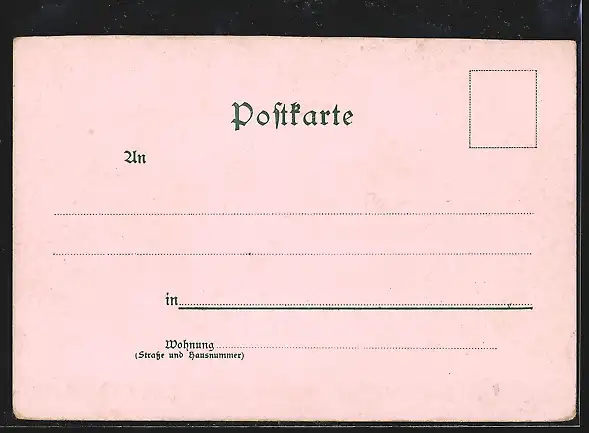 Postkarte
An
in
Wohnung
(Straße und Hausnummer)